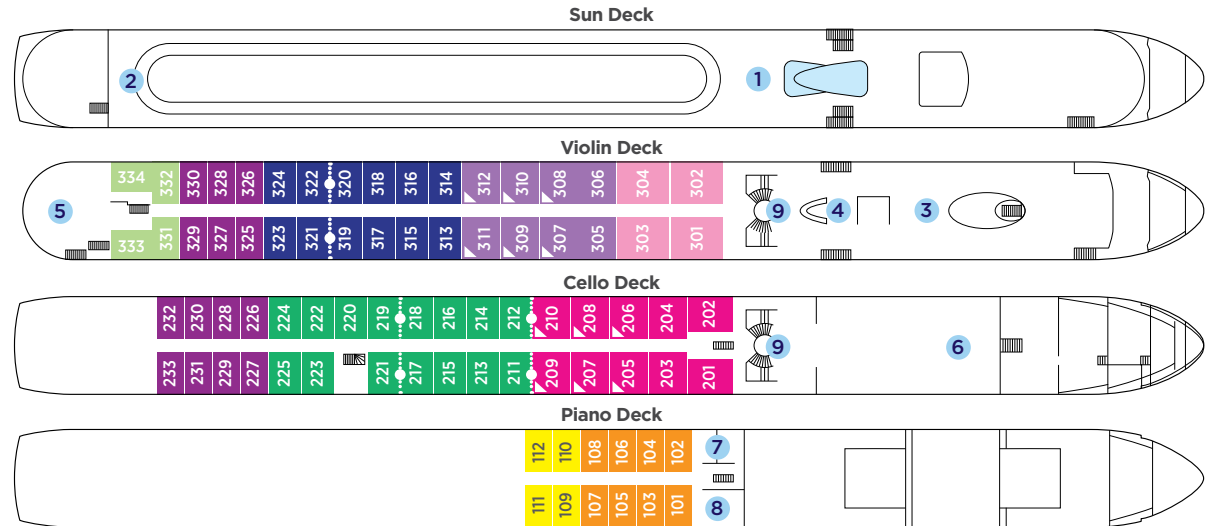 Sun Deck
2 1
Violin Deck
334 332 330 328 326 324 322 320 318 316 314 312 310 308 306 304 302
5 9 4 3
333 331 329 327 325 323 321 319 317 315 313 311 309 307 305 303 301
Cello Deck
232 230 228 226 224 222 220 219 218 216 214 212 210 208 206 204 202
9 6
233 231 229 227 225 223 221 217 215 213 211 209 207 205 203 201
Piano Deck
112 110 108 106 104 102 7
111 109 107 105 103 101 8